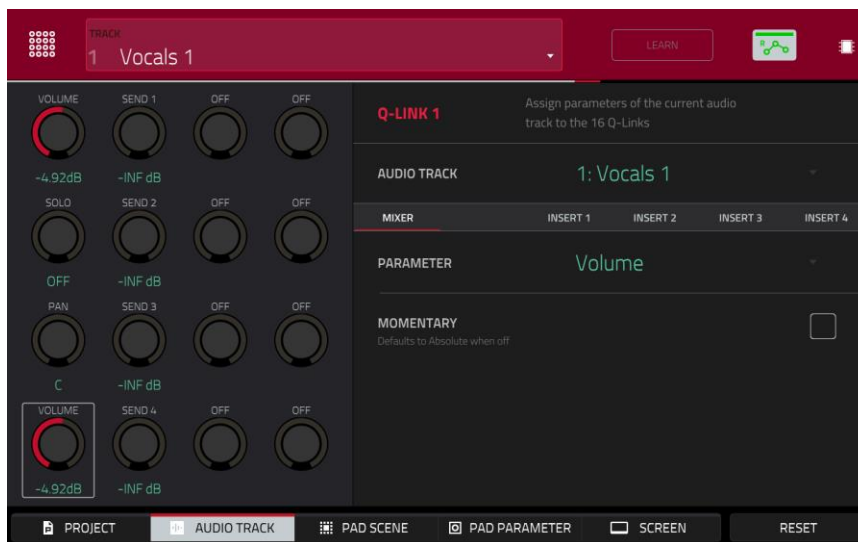 TRACK
1 Vocals 1
LEARN
R
VOLUME SEND 1 OFF OFF
-4.92dB -INF dB
SOLO SEND 2 OFF OFF
OFF -INF dB
PAN SEND 3 OFF OFF
C -INF dB
VOLUME SEND 4 OFF OFF
-4.92dB -INF dB
Q-LINK 1
Assign parameters of the current audio
track to the 16 Q-Links
AUDIO TRACK 1: Vocals 1
MIXER INSERT 1 INSERT 2 INSERT 3 INSERT 4
PARAMETER Volume
MOMENTARY
Defaults to Absolute when off
PROJECT AUDIO TRACK PAD SCENE PAD PARAMETER SCREEN RESET